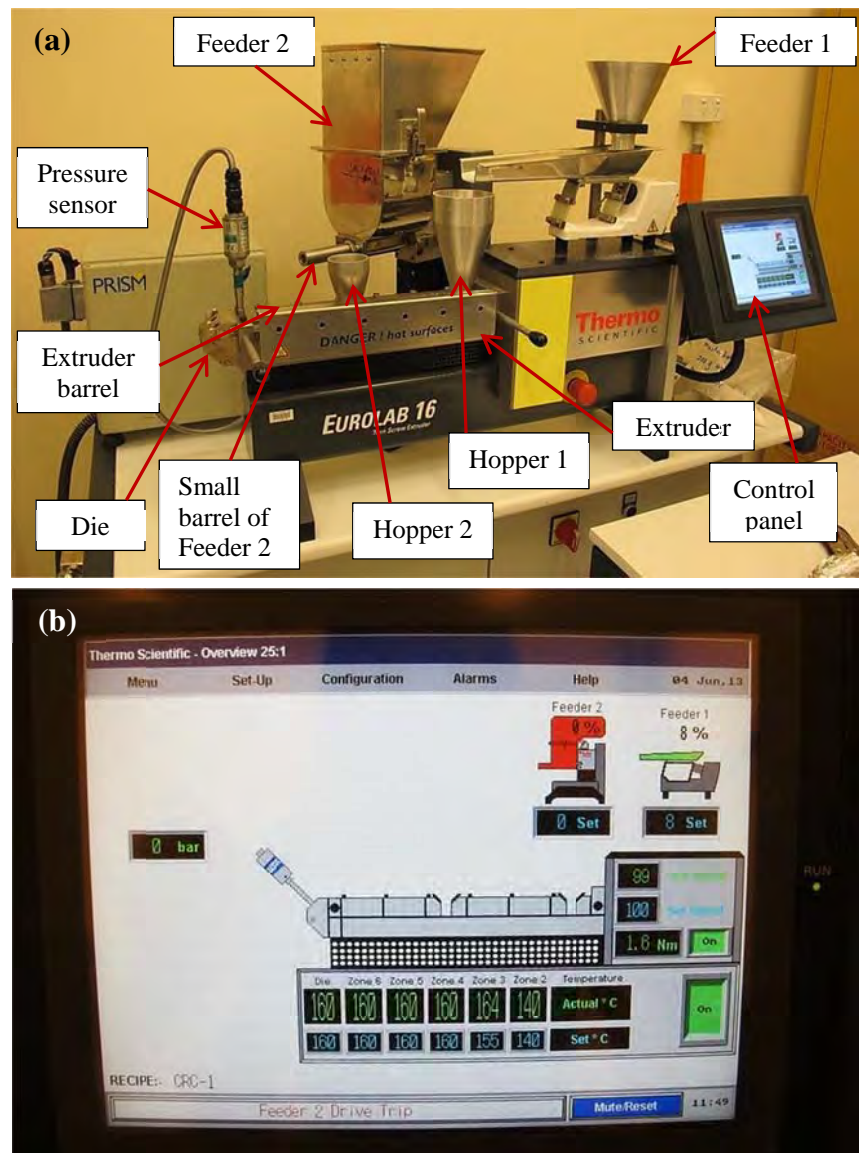 (a)
Feeder 2
Feeder 1
Pressure
sensor
PRISM
DANGER! hot surfaces
Thermo
SCIENTIFIC
Extruder
barrel
EUROLAB 16
Twin Screw Extruder
Extruder
Hopper 1
Die
Small
barrel of
Feeder 2
Hopper 2
Control
panel
(b)
Thermo Scientific - Overview 25:1
Menu Set-Up Configuration Alarms Help 04 Jun,13
Feeder 2 Feeder 1
0 % 8 %
0 Set 8 Set
0 bar
99
100
1.6 Nm On
RUN
Die Zone 6 Zone 5 Zone 4 Zone 3 Zone 2 Temperature
160 160 160 160 164 140 Actual °C On
160 160 160 160 155 140 Set °C
RECIPE:- CRC-1
Feeder 2 Drive Trip Mute/Reset 11:49